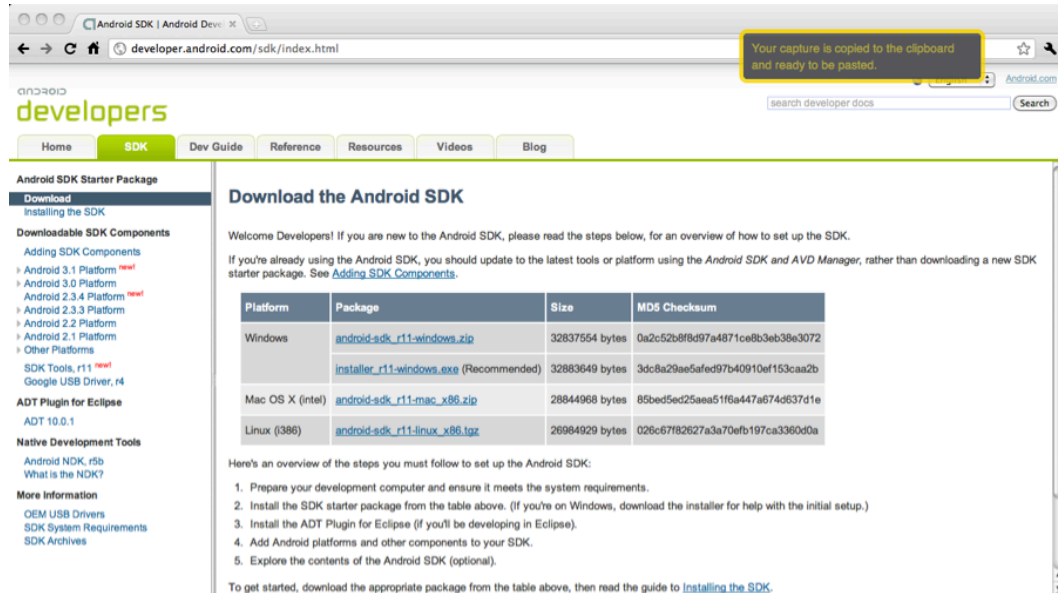 Android SDK | Android Deve
developer.android.com/sdk/index.html
Your capture is copied to the clipboard
and ready to be pasted.
English
Android.com
android
developers
search developer docs
Search
Home
SDK
Dev Guide
Reference
Resources
Videos
Blog
Android SDK Starter Package
Download
Installing the SDK
Downloadable SDK Components
Adding SDK Components
Android 3.1 Platform new!
Android 3.0 Platform
Android 2.3.4 Platform new!
Android 2.3.3 Platform
Android 2.2 Platform
Android 2.1 Platform
Other Platforms
SDK Tools, r11 new!
Google USB Driver, r4
ADT Plugin for Eclipse
ADT 10.0.1
Native Development Tools
Android NDK, r5b
What is the NDK?
More Information
OEM USB Drivers
SDK System Requirements
SDK Archives
Download the Android SDK
Welcome Developers! If you are new to the Android SDK, please read the steps below, for an overview of how to set up the SDK.
If you're already using the Android SDK, you should update to the latest tools or platform using the Android SDK and AVD Manager, rather than downloading a new SDK
starter package. See Adding SDK Components.
Platform Package Size MD5 Checksum
Windows android-sdk_r11-windows.zip 32837554 bytes 0a2c52b8f8d97a4871ce8b3eb38e3072
installer_r11-windows.exe (Recommended) 32883649 bytes 3dc8a29ae5afed97b40910ef153caa2b
Mac OS X (intel) android-sdk_r11-mac_x86.zip 28844968 bytes 85bed5ed25aea51f6a447a674d637d1e
Linux (i386) android-sdk_r11-linux_x86.tgz 26984929 bytes 026c67f82627a3a70efb197ca3360d0a
Here's an overview of the steps you must follow to set up the Android SDK:
1. Prepare your development computer and ensure it meets the system requirements.
2. Install the SDK starter package from the table above. (If you're on Windows, download the installer for help with the initial setup.)
3. Install the ADT Plugin for Eclipse (if you'll be developing in Eclipse).
4. Add Android platforms and other components to your SDK.
5. Explore the contents of the Android SDK (optional).
To get started, download the appropriate package from the table above, then read the guide to Installing the SDK.